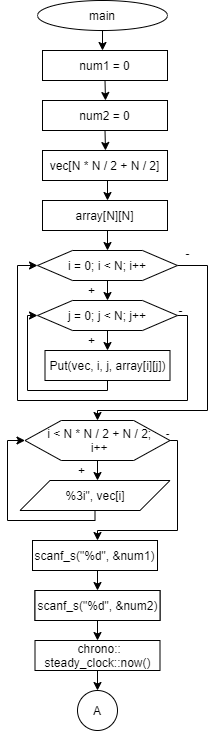 main
num1 = 0
num2 = 0
vec[N * N / 2 + N / 2]
array[N][N]
i = 0; i < N; i++
-
+
j = 0; j < N; j++
-
+
Put(vec, i, j, array[i][j])
i < N * N / 2 + N / 2;
i++
-
+
%3i", vec[i]
scanf_s("%d", &num1)
scanf_s("%d", &num2)
chrono::
steady_clock::now()
A